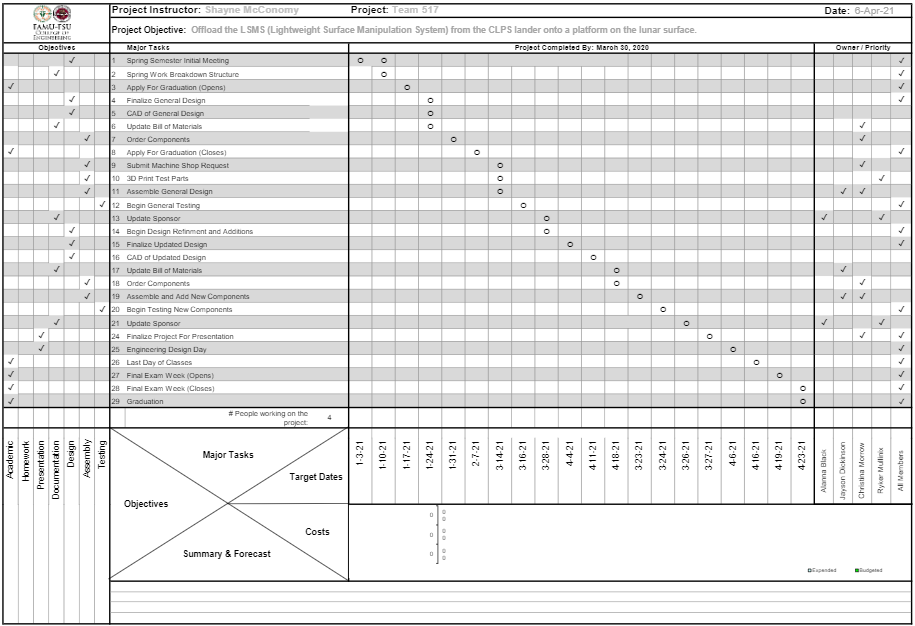 Project Instructor: Shayne McConomy Project: Team 517 Date: 6-Apr-21
FAMU-FSU
COLLEGE OF
ENGINEERING
Project Objective: Offload the LSMS (Lightweight Surface Manipulation System) from the CLPS lander onto a platform on the lunar surface.
Objectives Major Tasks Project Completed By: March 30, 2020 Owner / Priority
✓ 1 Spring Semester Initial Meeting O O ✓
✓ 2 Spring Work Breakdown Structure O ✓
✓ 3 Apply For Graduation (Opens) O ✓
✓ 4 Finalize General Design O ✓
✓ 5 CAD of General Design O
✓ 6 Update Bill of Materials O ✓
✓ 7 Order Components O ✓
✓ 8 Apply For Graduation (Closes) O ✓
✓ 9 Submit Machine Shop Request O ✓
✓ 10 3D Print Test Parts O ✓
✓ 11 Assemble General Design O ✓ ✓
✓ 12 Begin General Testing O ✓
✓ 13 Update Sponsor O ✓ ✓
✓ 14 Begin Design Refinment and Additions O ✓
✓ 15 Finalize Updated Design O ✓
✓ 16 CAD of Updated Design O
✓ 17 Update Bill of Materials O ✓
✓ 18 Order Components O ✓
✓ 19 Assemble and Add New Components O ✓ ✓
✓ 20 Begin Testing New Components O ✓
✓ 21 Update Sponsor O ✓ ✓
✓ 24 Finalize Project For Presentation O ✓ ✓
✓ 25 Engineering Design Day O ✓
✓ 26 Last Day of Classes O ✓
✓ 27 Final Exam Week (Opens) O ✓
✓ 28 Final Exam Week (Closes) O ✓
✓ 29 Graduation O ✓
# People working on the
project: 4
Academic
Homework
Presentation
Documentation
Design
Assembly
Testing
Major Tasks
Target Dates
Objectives
Costs
Summary & Forecast
1-3-21
1-10-21
1-17-21
1-24-21
1-31-21
2-7-21
3-14-21
3-16-21
3-28-21
4-4-21
4-11-21
4-18-21
3-23-21
3-24-21
3-26-21
3-27-21
4-6-21
4-16-21
4-19-21
4-23-21
Alanna Black
Jayson Dickinson
Christina Morrow
Ryker Mullinix
All Members
0 0
0
0 0
0
0 0
0
Expended Budgeted